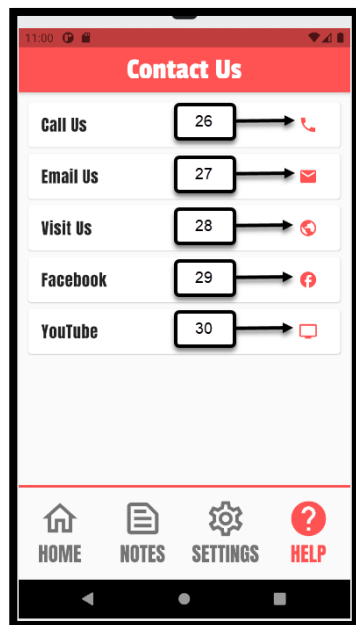 11:00
Contact Us
Call Us 26
Email Us 27
Visit Us 28
Facebook 29
YouTube 30
HOME NOTES SETTINGS HELP